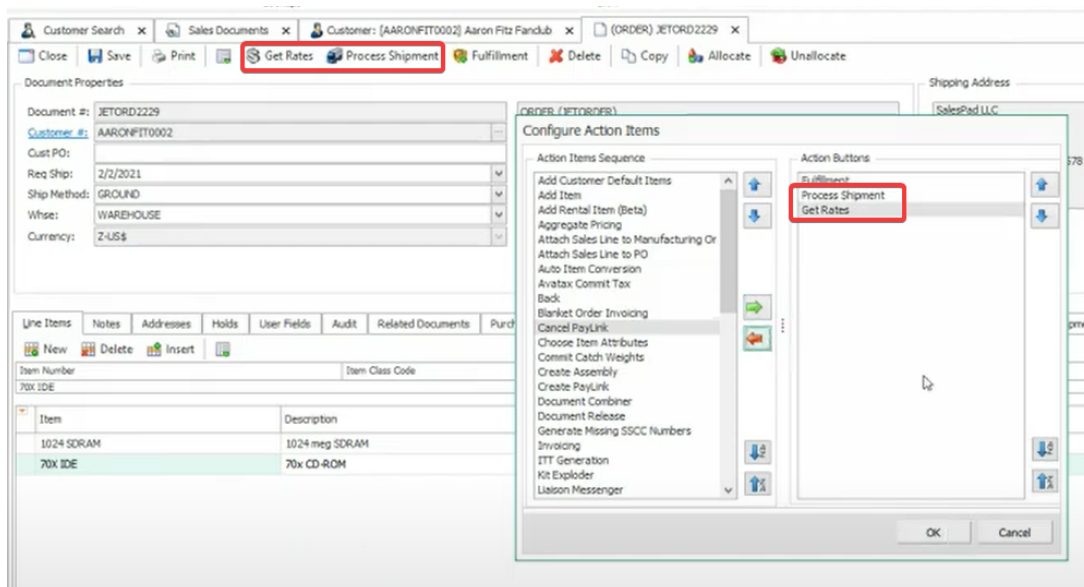 Customer Search x Sales Documents x Customer: [AARONFIT0002] Aaron Fitz Fanclub x (ORDER) JETORD2229 x
Close Save Print Get Rates Process Shipment Fulfillment Delete Copy Allocate Unallocate
Document Properties
Shipping Address
Document #: JETORD2229
ORDER (JETORDER)
SalesPad LLC
Customer #: AARONFIT0002
Cust PO:
Req Ship: 2/2/2021
Ship Method: GROUND
Whse: WAREHOUSE
Currency: Z-US$
578
Line Items Notes Addresses Holds User Fields Audit Related Documents Purch
New Delete Insert
Item Number Item Class Code
70X IDE
Item Description
1024 SDRAM 1024 meg SDRAM
70X IDE 70x CD-ROM
Configure Action Items
Action Items Sequence
Add Customer Default Items
Add Item
Add Rental Item (Beta)
Aggregate Pricing
Attach Sales Line to Manufacturing Or
Attach Sales Line to PO
Auto Item Conversion
Avatax Commit Tax
Back
Blanket Order Invoicing
Cancel PayLink
Choose Item Attributes
Commit Catch Weights
Create Assembly
Create PayLink
Document Combiner
Document Release
Generate Missing SSCC Numbers
Invoicing
ITT Generation
Kit Exploder
Liaison Messenger
Action Buttons
Fulfillment
Process Shipment
Get Rates
OK Cancel